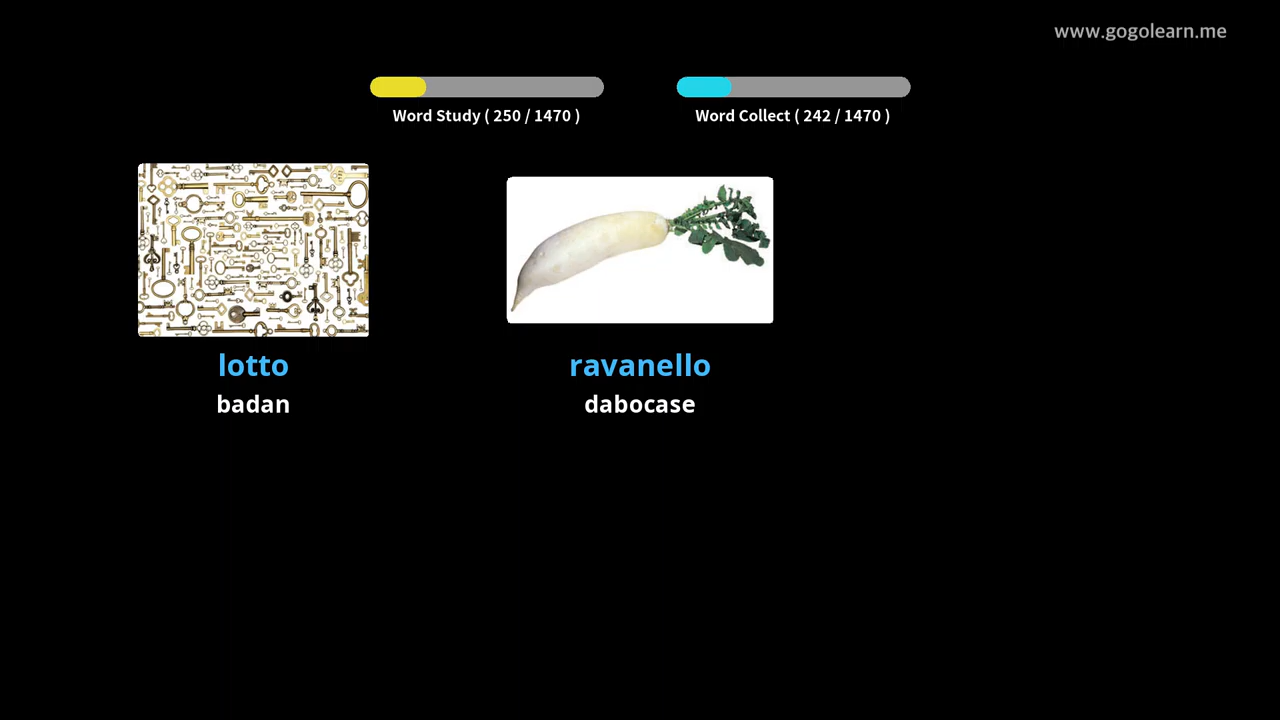 www.gogolearn.me
Word Study ( 250 / 1470 )
Word Collect ( 242 / 1470 )
lotto
ravanello
badan
dabocase